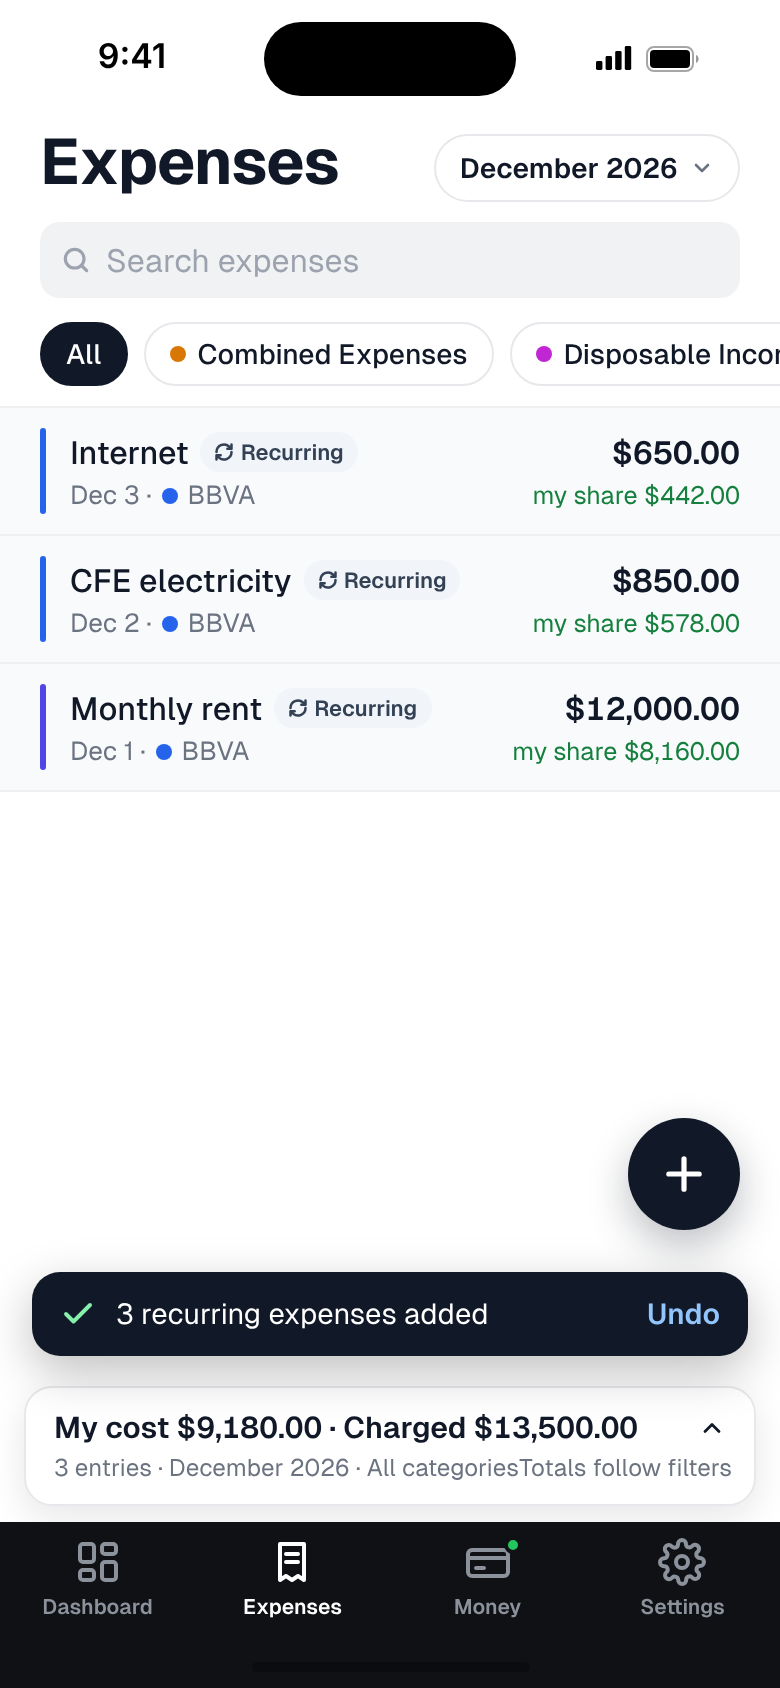 9:41
Expenses
December 2026
Search expenses
All
Combined Expenses
Disposable Incor
Internet Recurring $650.00
Dec 3 · BBVA my share $442.00
CFE electricity Recurring $850.00
Dec 2 · BBVA my share $578.00
Monthly rent Recurring $12,000.00
Dec 1 · BBVA my share $8,160.00
3 recurring expenses added Undo
My cost $9,180.00 · Charged $13,500.00
3 entries · December 2026 · All categoriesTotals follow filters
Dashboard Expenses Money Settings